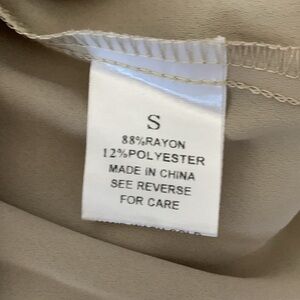 S
88%RAYON
12%POLYESTER
MADE IN CHINA
SEE REVERSE
FOR CARE